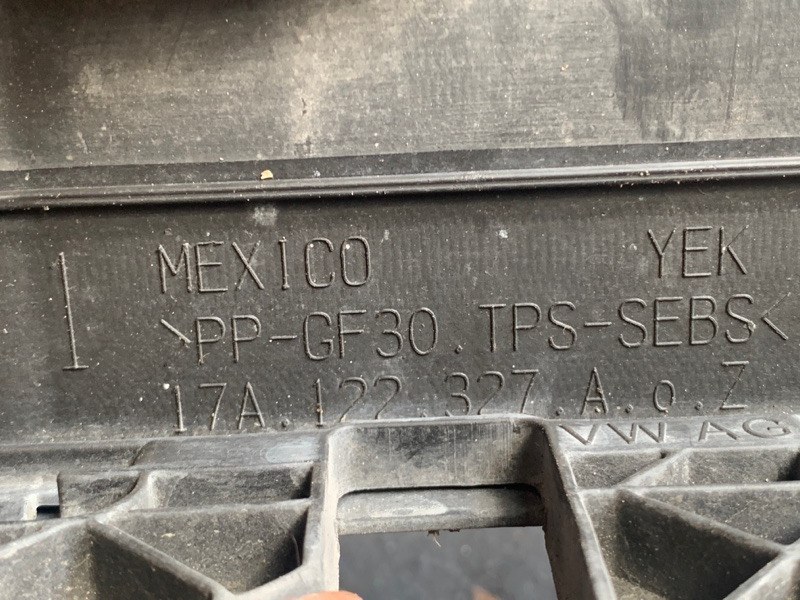 MEXICO YEK
>PP-GF30.TPS-SEBS<
17A.122.327.A.o.Z
VW AG